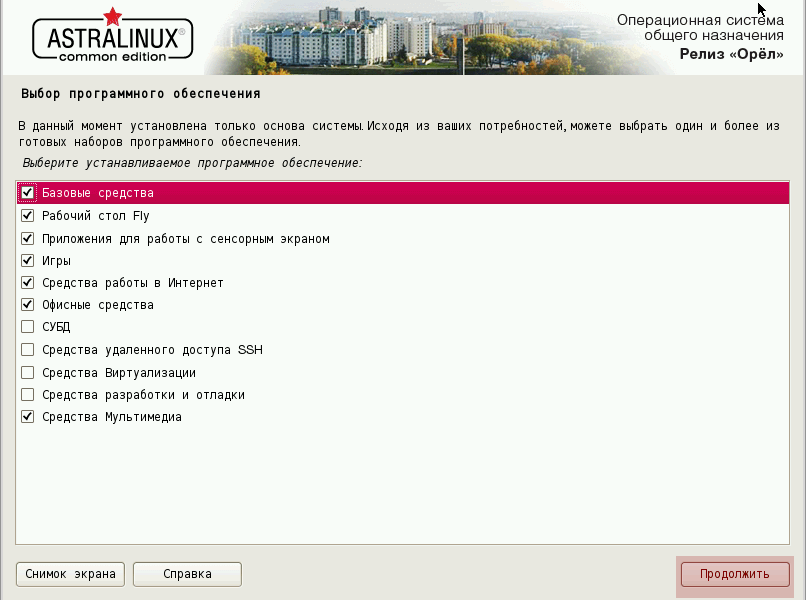 ASTRALINUX®
common edition
Операционная система
общего назначения
Релиз «Орёл»
Выбор программного обеспечения
В данный момент установлена только основа системы. Исходя из ваших потребностей, можете выбрать один и более из
готовых наборов программного обеспечения.
Выберите устанавливаемое программное обеспечение:
Базовые средства
Рабочий стол Fly
Приложения для работы с сенсорным экраном
Игры
Средства работы в Интернет
Офисные средства
СУБД
Средства удаленного доступа SSH
Средства Виртуализации
Средства разработки и отладки
Средства Мультимедиа
Снимок экрана
Справка
Продолжить